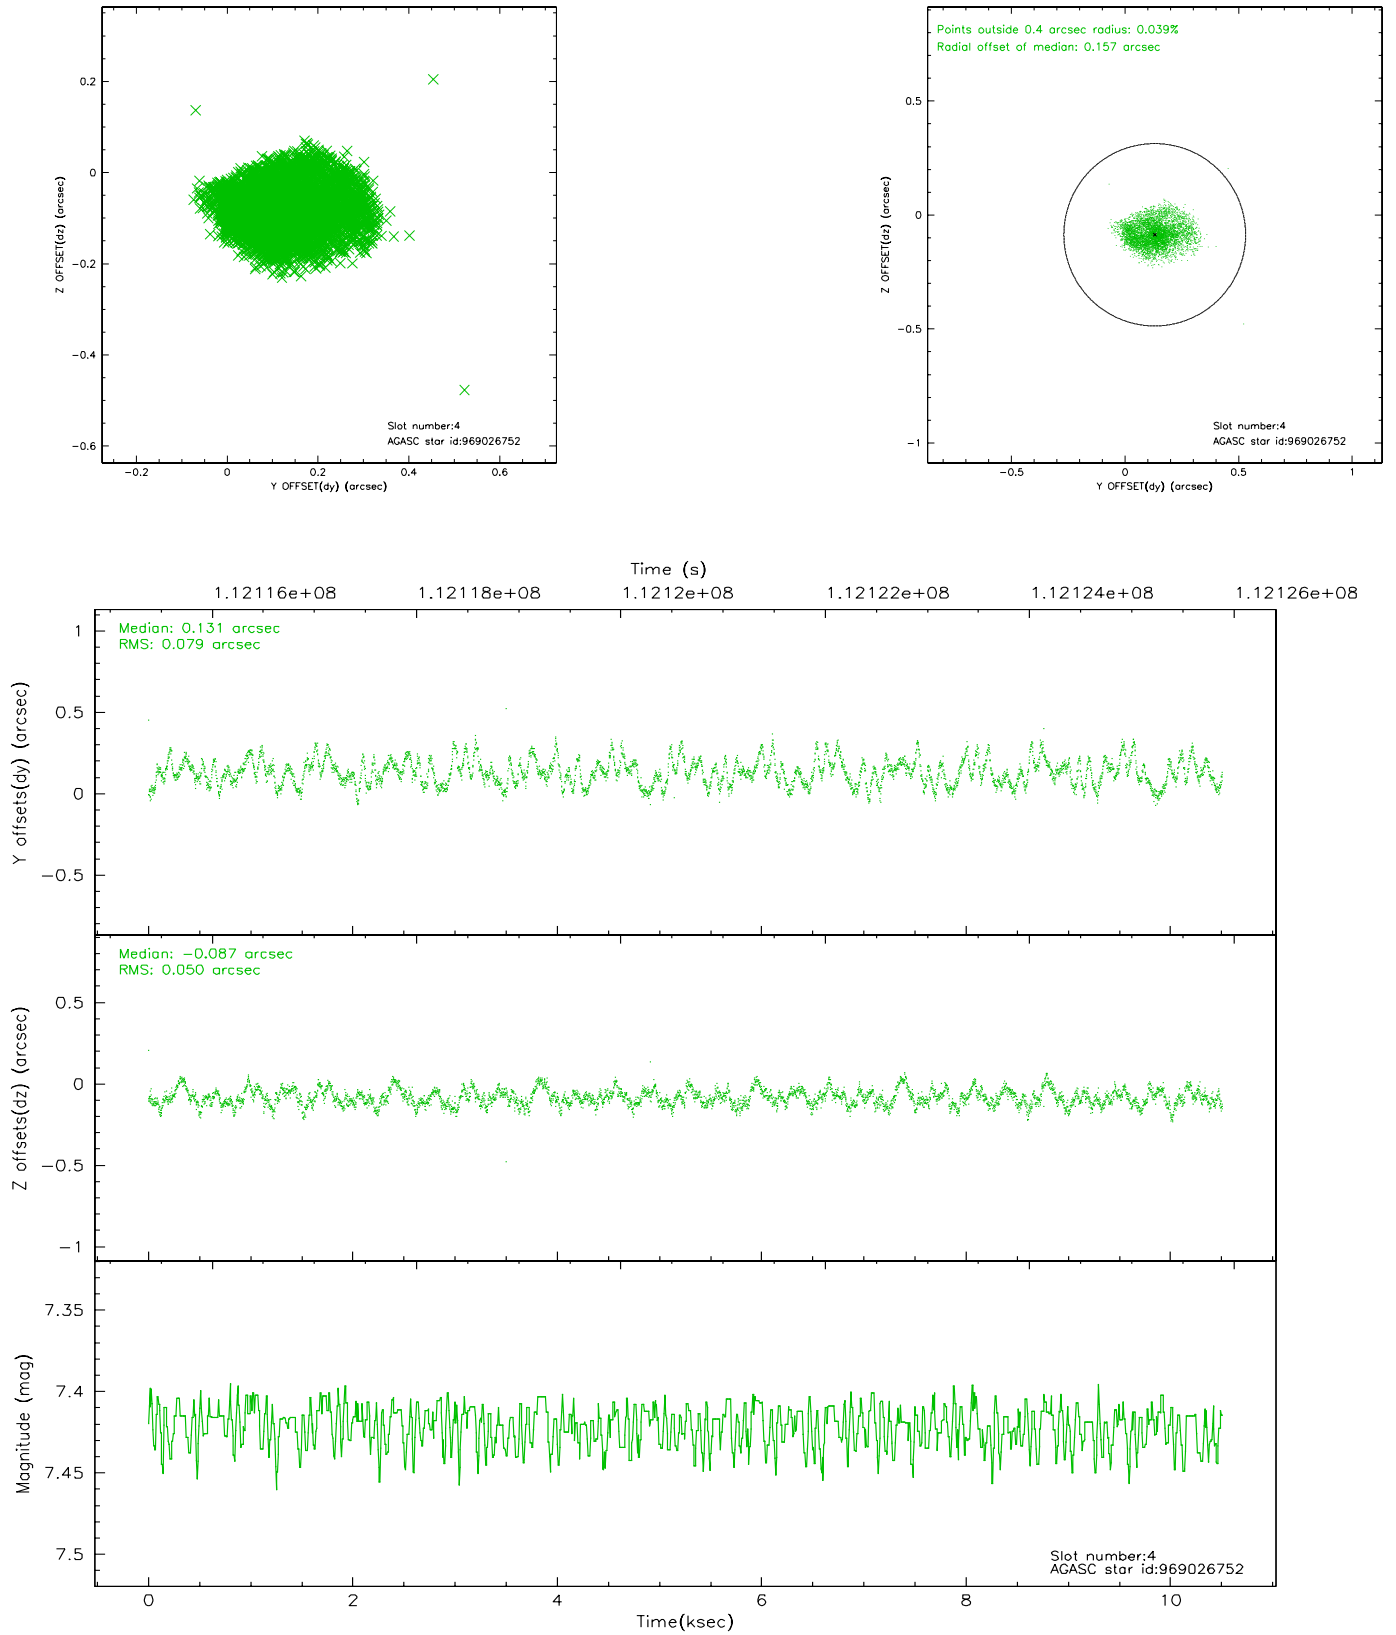 0.2
0
−0.2
−0.4
−0.6
Z OFFSET(dz) (arcsec)
Slot number:4
AGASC star id:969026752
−0.2
0
0.2
0.4
0.6
Y OFFSET(dy) (arcsec)
Points outside 0.4 arcsec radius: 0.039%
Radial offset of median: 0.157 arcsec
0.5
0
−0.5
−1
Z OFFSET(dz) (arcsec)
Slot number:4
AGASC star id:969026752
−0.5
0
0.5
1
Y OFFSET(dy) (arcsec)
Time (s)
1.12116e+08
1.12118e+08
1.1212e+08
1.12122e+08
1.12124e+08
1.12126e+08
Median: 0.131 arcsec
RMS: 0.079 arcsec
1
0.5
0
−0.5
Y offsets(dy) (arcsec)
Median: −0.087 arcsec
RMS: 0.050 arcsec
0.5
0
−0.5
−1
Z offsets(dz) (arcsec)
7.35
7.4
7.45
7.5
Magnitude (mag)
Slot number:4
AGASC star id:969026752
0
2
4
6
8
10
Time(ksec)